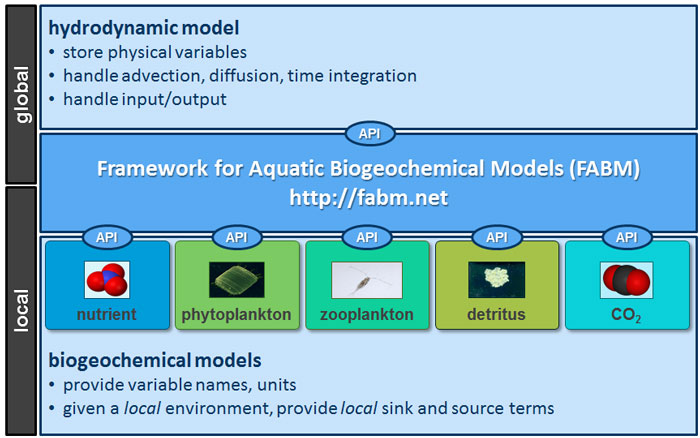 global
hydrodynamic model
• store physical variables
• handle advection, diffusion, time integration
• handle input/output
API
Framework for Aquatic Biogeochemical Models (FABM)
http://fabm.net
local
API API API API API
nutrient phytoplankton zooplankton detritus CO₂
biogeochemical models
• provide variable names, units
• given a local environment, provide local sink and source terms